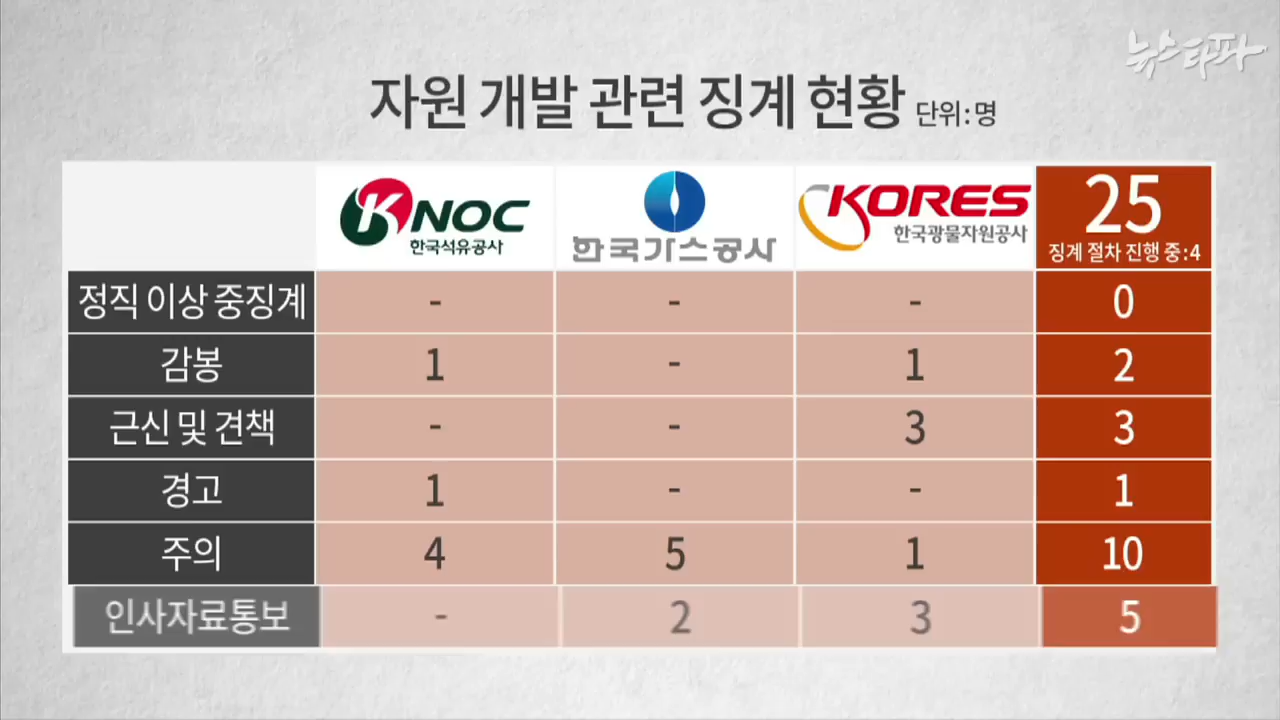 뉴스타파
자원 개발 관련 징계 현황 단위:명
KNOC 한국석유공사 한국가스공사 KORES 한국광물자원공사 25 징계 절차 진행 중:4
정직 이상 중징계 - - - 0
감봉 1 - 1 2
근신 및 견책 - - 3 3
경고 1 - - 1
주의 4 5 1 10
인사자료통보 - 2 3 5